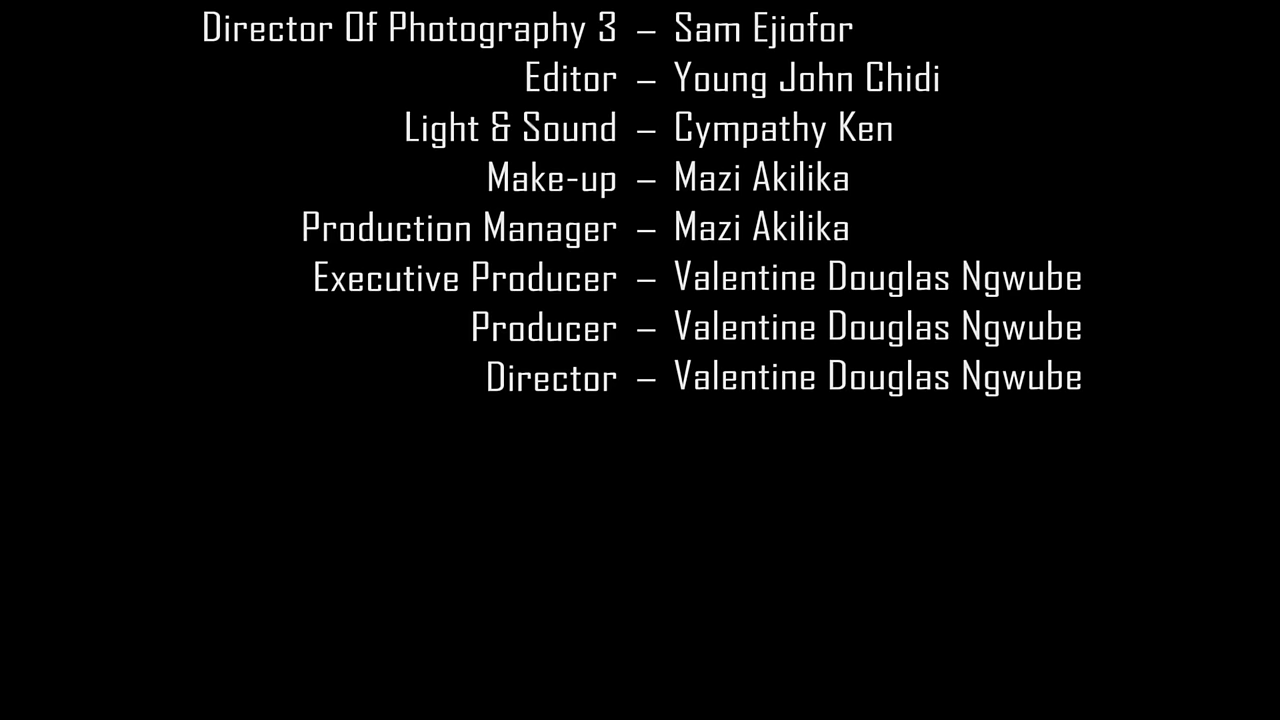 Director Of Photography 3 – Sam Ejiofor
Editor – Young John Chidi
Light & Sound – Cympathy Ken
Make-up – Mazi Akilika
Production Manager – Mazi Akilika
Executive Producer – Valentine Douglas Ngwube
Producer – Valentine Douglas Ngwube
Director – Valentine Douglas Ngwube